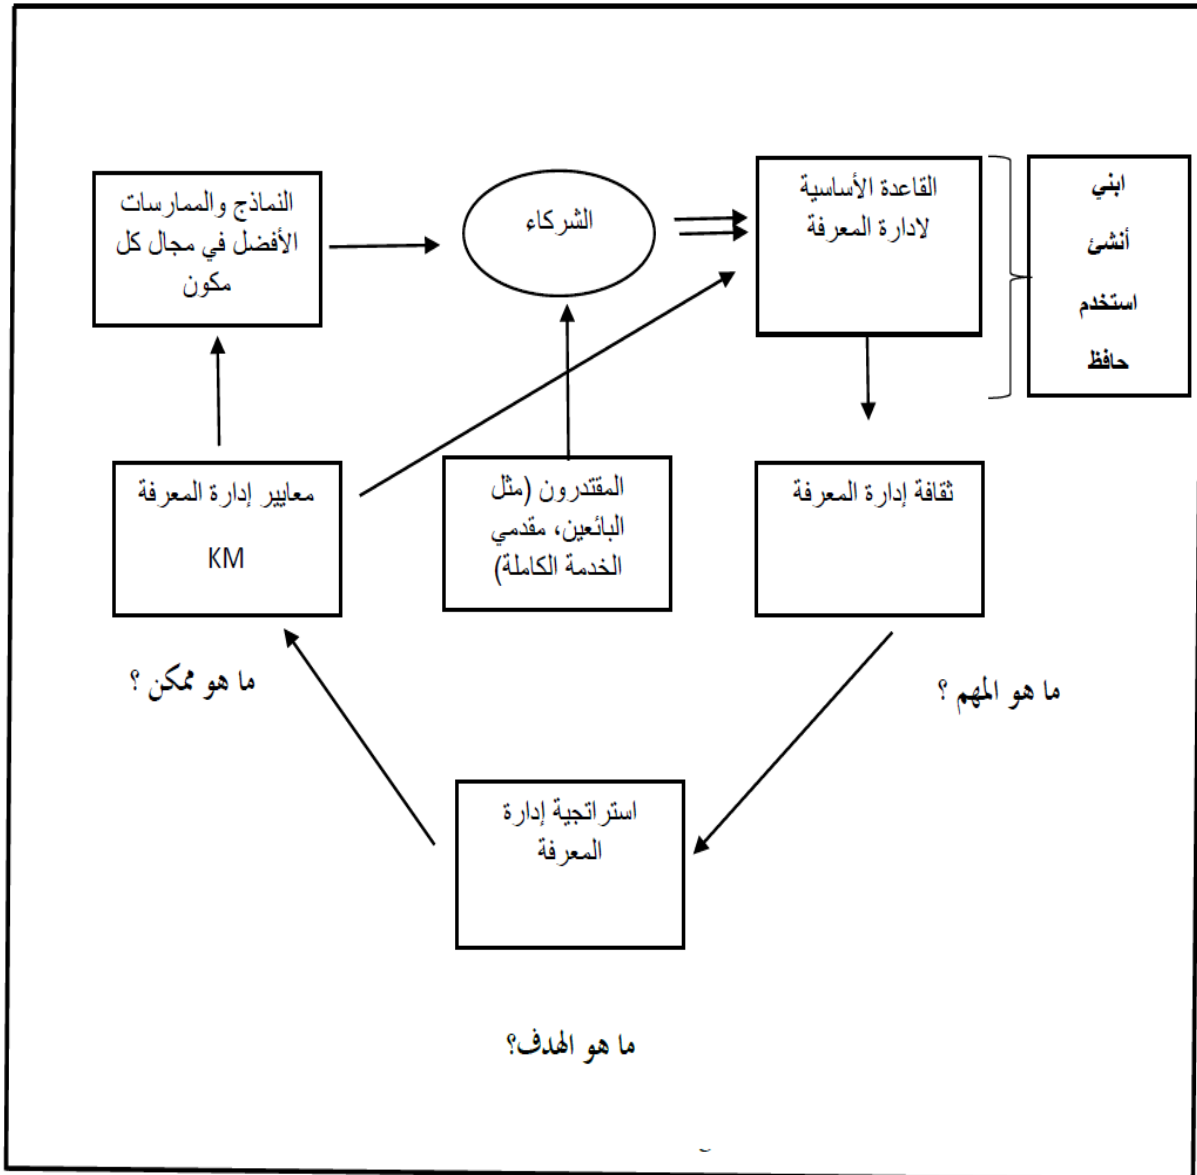 القاعدة الأساسية
لادارة المعرفة
ابني
أنشئ
استخدم
حافظ
الشركاء
النماذج والممارسات
الأفضل في مجال كل
مكون
ثقافة إدارة المعرفة
المقتدرون (مثل
البائعين، مقدمي
الخدمة الكاملة)
معايير إدارة المعرفة
KM
ما هو المهم ؟
ما هو ممكن ؟
استراتجية إدارة
المعرفة
ما هو الهدف؟